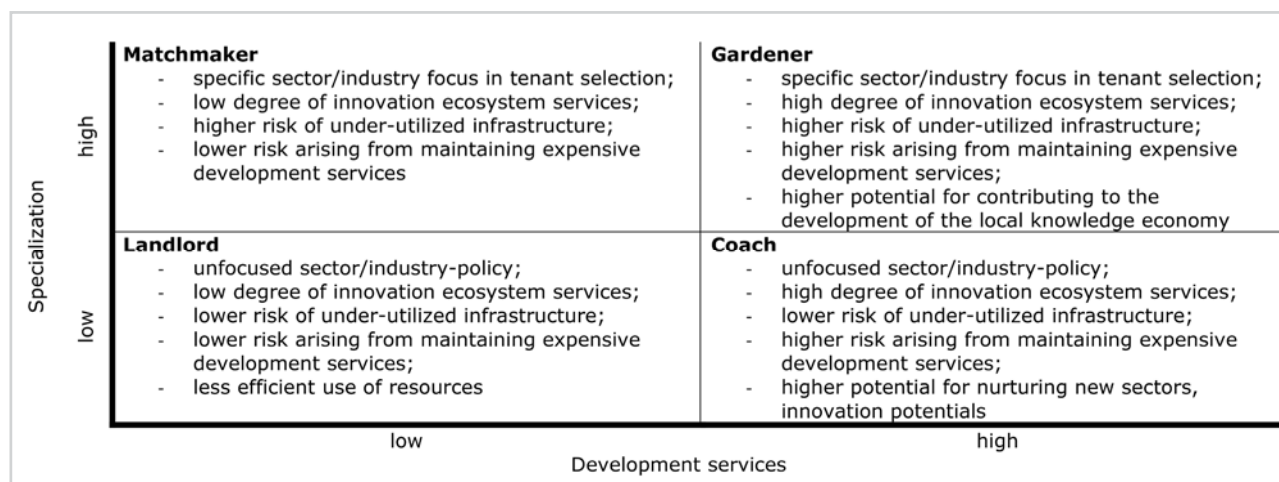 Matchmaker
- specific sector/industry focus in tenant selection;
- low degree of innovation ecosystem services;
- higher risk of under-utilized infrastructure;
- lower risk arising from maintaining expensive
development services
Gardener
- specific sector/industry focus in tenant selection;
- high degree of innovation ecosystem services;
- higher risk of under-utilized infrastructure;
- higher risk arising from maintaining expensive
development services;
- higher potential for contributing to the
development of the local knowledge economy
Landlord
- unfocused sector/industry-policy;
- low degree of innovation ecosystem services;
- lower risk of under-utilized infrastructure;
- lower risk arising from maintaining expensive
development services;
- less efficient use of resources
Coach
- unfocused sector/industry-policy;
- high degree of innovation ecosystem services;
- lower risk of under-utilized infrastructure;
- higher risk arising from maintaining expensive
development services;
- higher potential for nurturing new sectors,
innovation potentials
Specialization
high
low
low
high
Development services